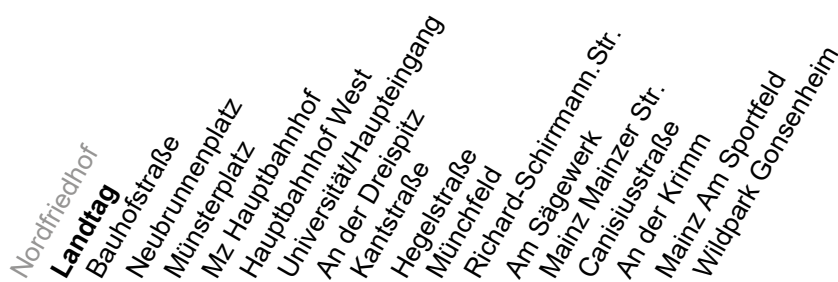 Nordfriedhof
Landtag
Bauhofstraße
Neubrunnenplatz
Münsterplatz
Mz Hauptbahnhof
Hauptbahnhof West
Universität/Haupteingang
An der Dreispitz
Kantstraße
Hegelstraße
Münchfeld
Richard-Schirrmann.Str.
Am Sägewerk
Mainz Mainzer Str.
Canisiusstraße
An der Krimm
Mainz Am Sportfeld
Wildpark Gonsenheim